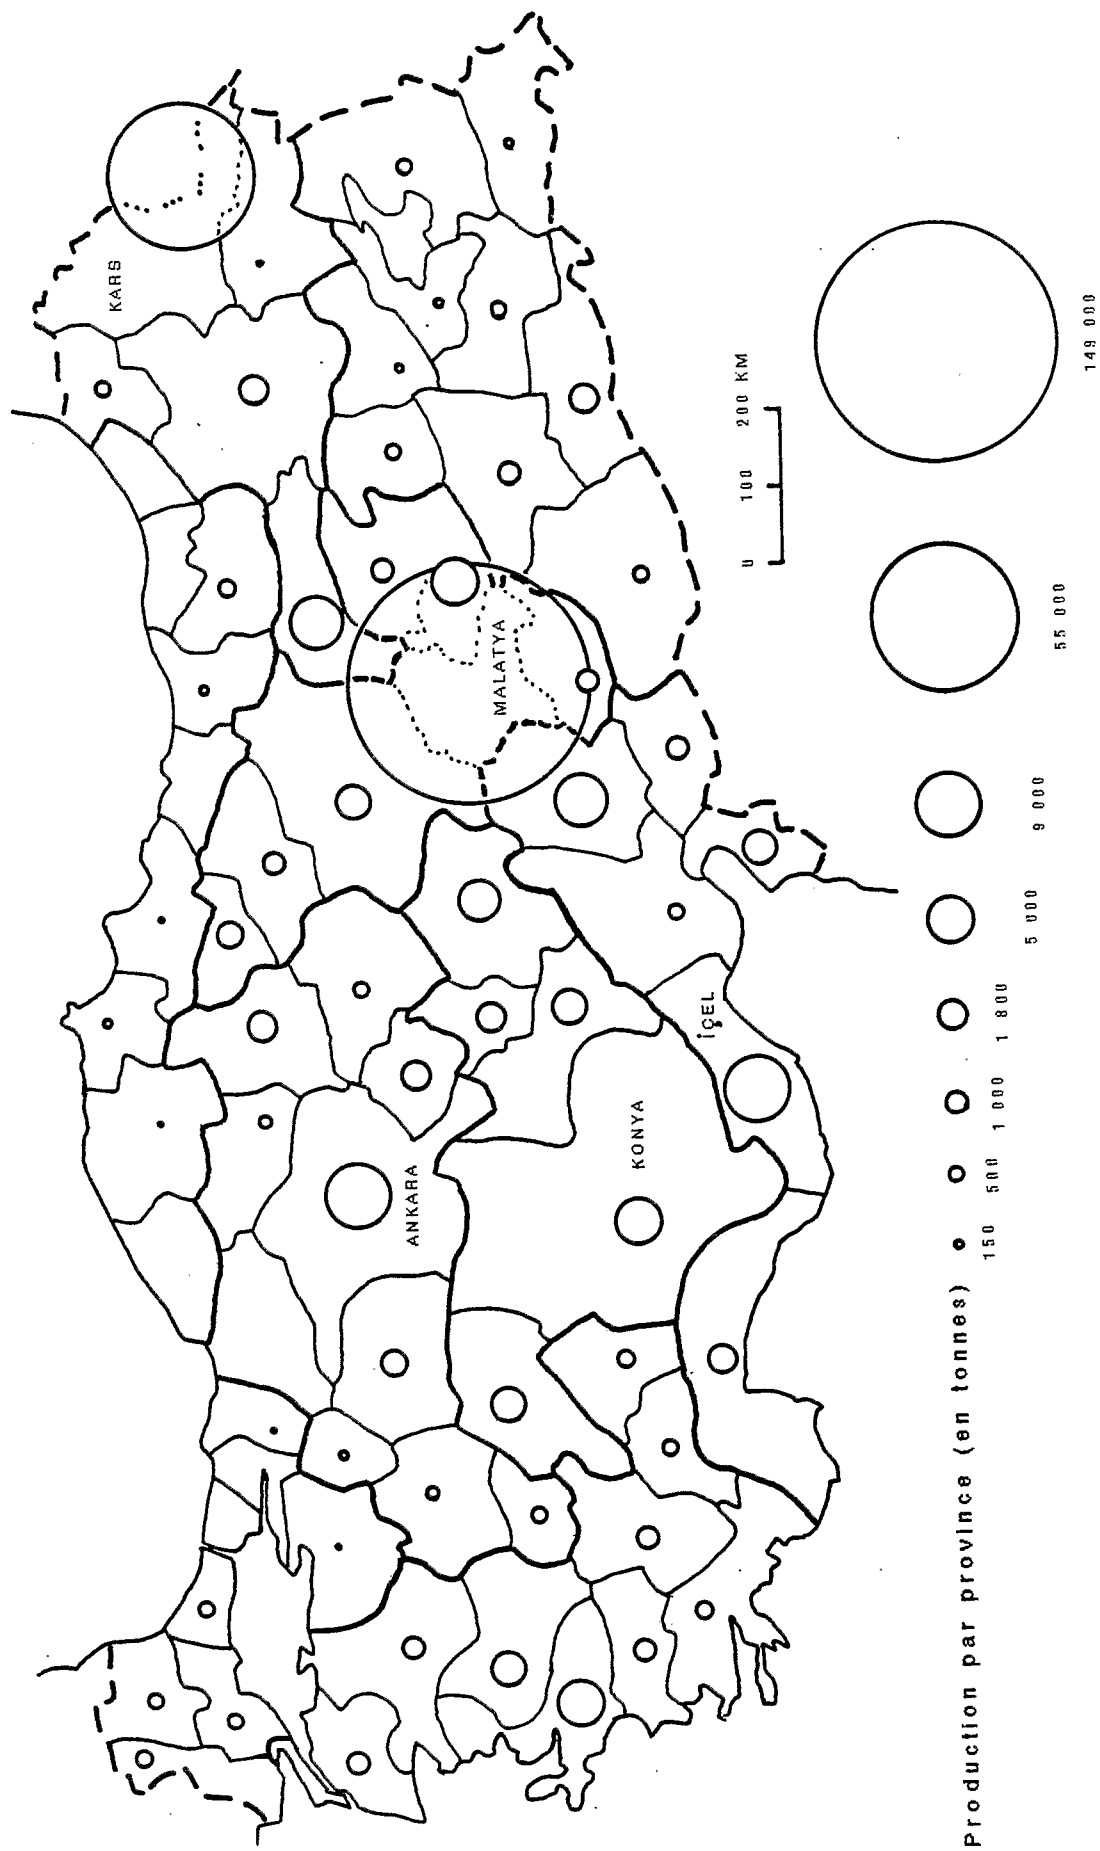 KARS
MALATYA
ANKARA
KONYA
İÇEL
0 100 200 KM
Production par province (en tonnes)
150 500 1 000 1 800 5 000 9 000 55 000 149 000